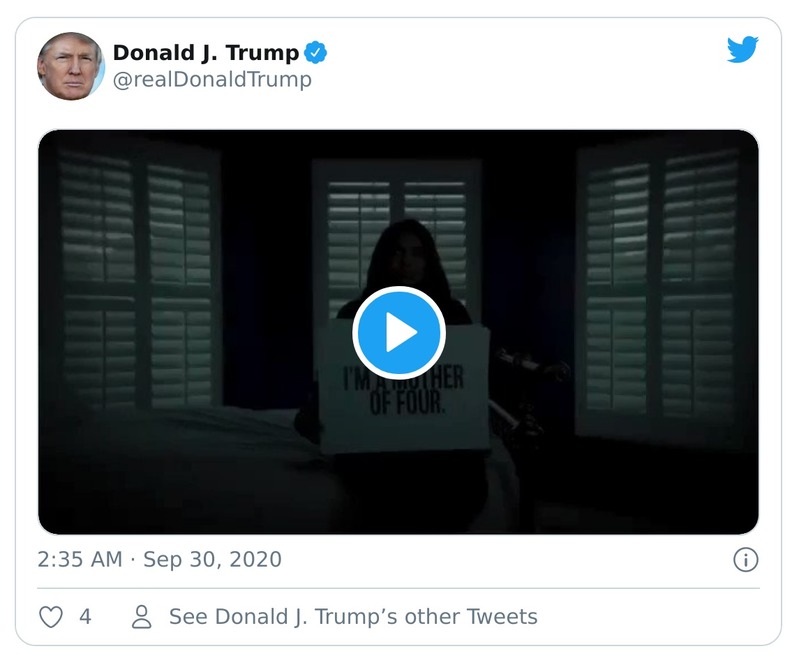 Donald J. Trump
@realDonaldTrump
I'M A MOTHER
OF FOUR.
2:35 AM · Sep 30, 2020
4
See Donald J. Trump’s other Tweets